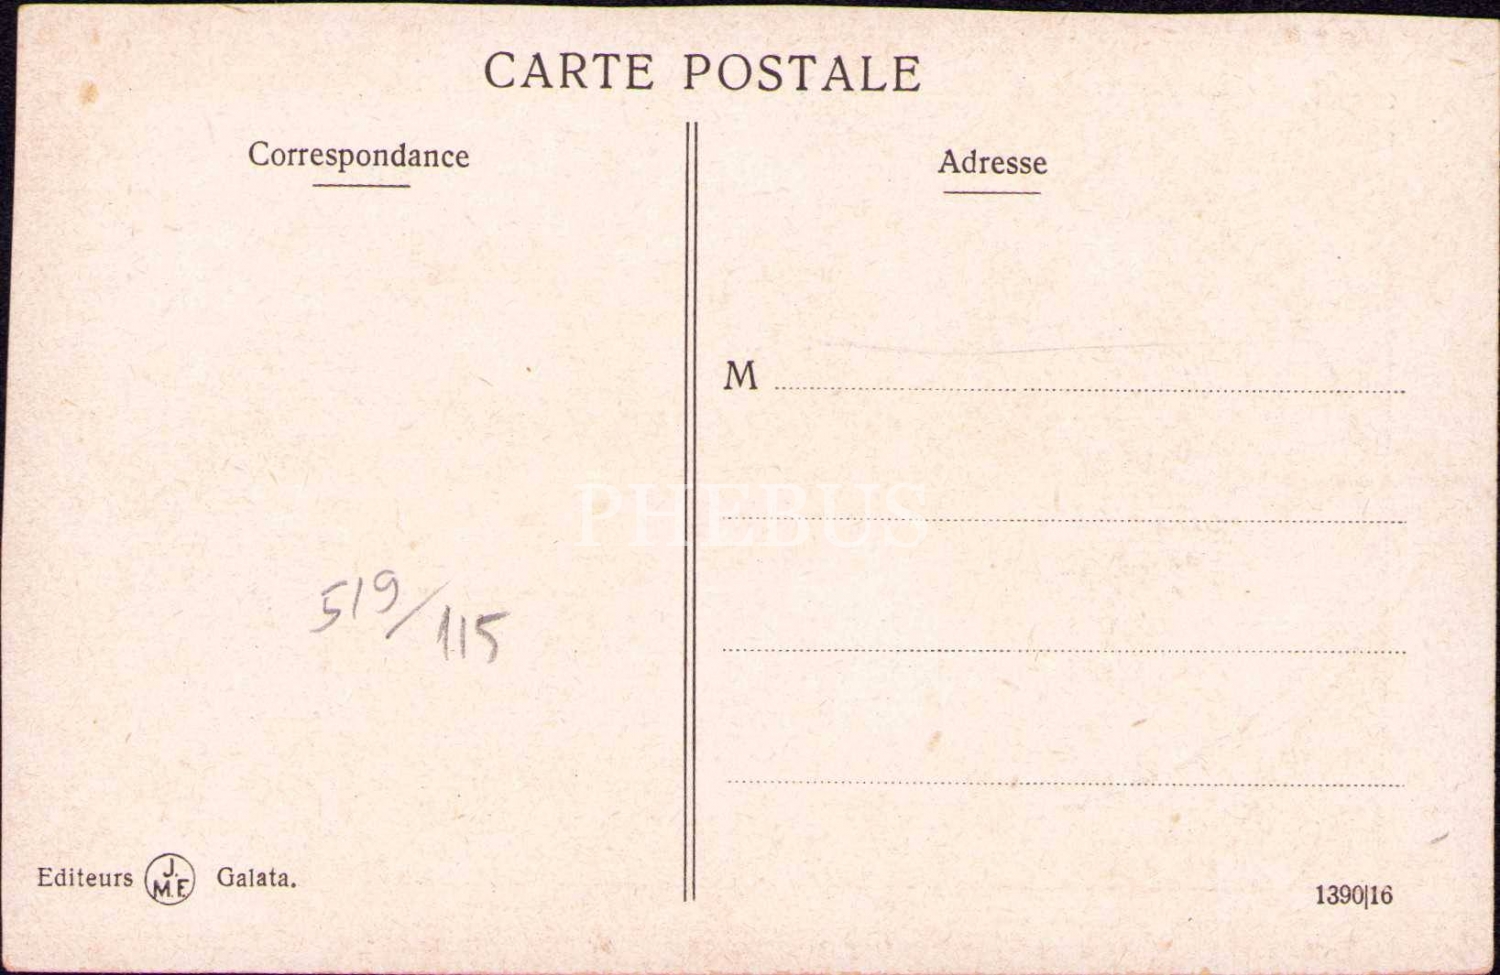 CARTE POSTALE
Correspondance
Adresse
M
PHEBUS
519/115
Editeurs J. M.F. Galata.
1390|16